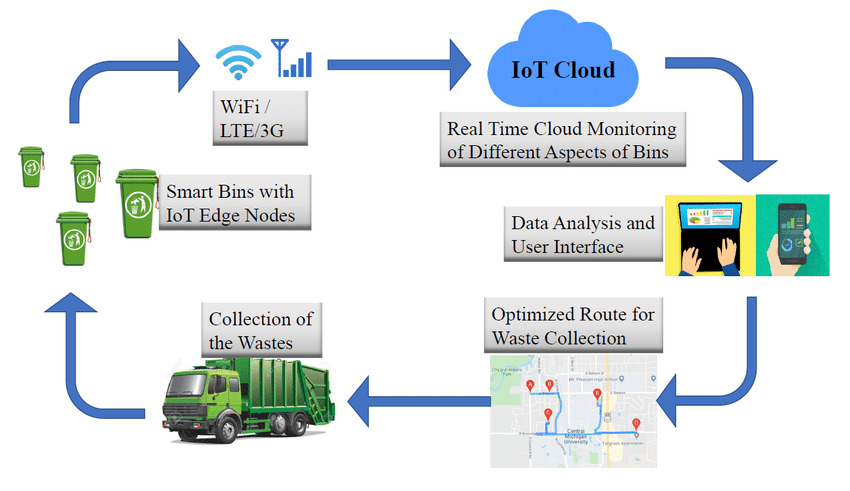 WiFi /
LTE/3G
IoT Cloud
Real Time Cloud Monitoring
of Different Aspects of Bins
Smart Bins with
IoT Edge Nodes
Data Analysis and
User Interface
Optimized Route for
Waste Collection
Collection of
the Wastes
Mt. Pleasant High School
A
B
E
C
D
Central
Michigan
University